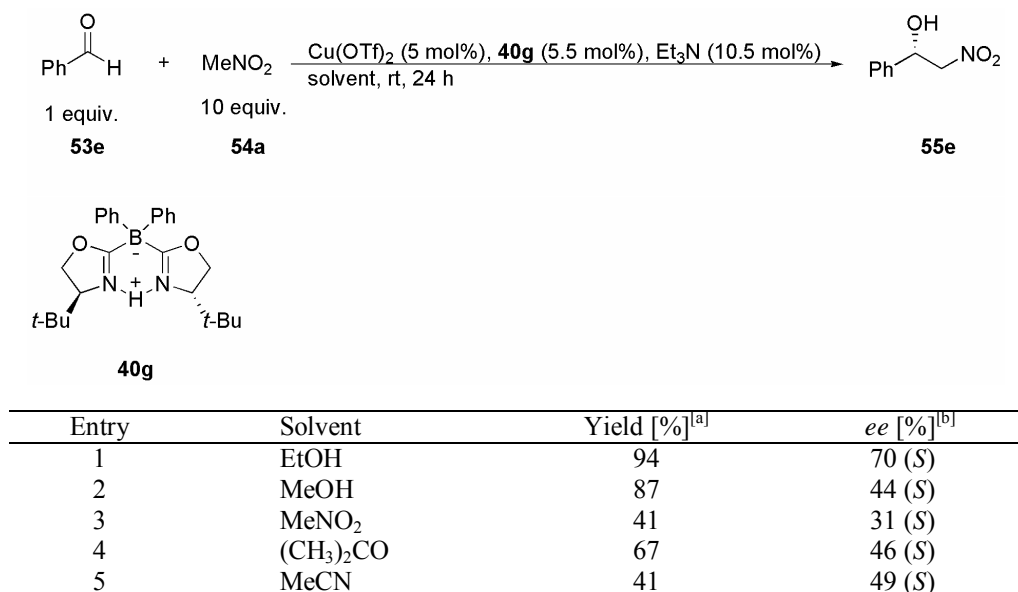 O
Ph
H
+
MeNO2
Cu(OTf)2 (5 mol%), 40g (5.5 mol%), Et3N (10.5 mol%)
solvent, rt, 24 h
OH
Ph
NO2
1 equiv.
10 equiv.
53e
54a
55e
Ph Ph
O B O
-
+
N H N
t-Bu t-Bu
40g
Entry Solvent Yield [%][a] ee [%][b]
1 EtOH 94 70 (S)
2 MeOH 87 44 (S)
3 MeNO2 41 31 (S)
4 (CH3)2CO 67 46 (S)
5 MeCN 41 49 (S)